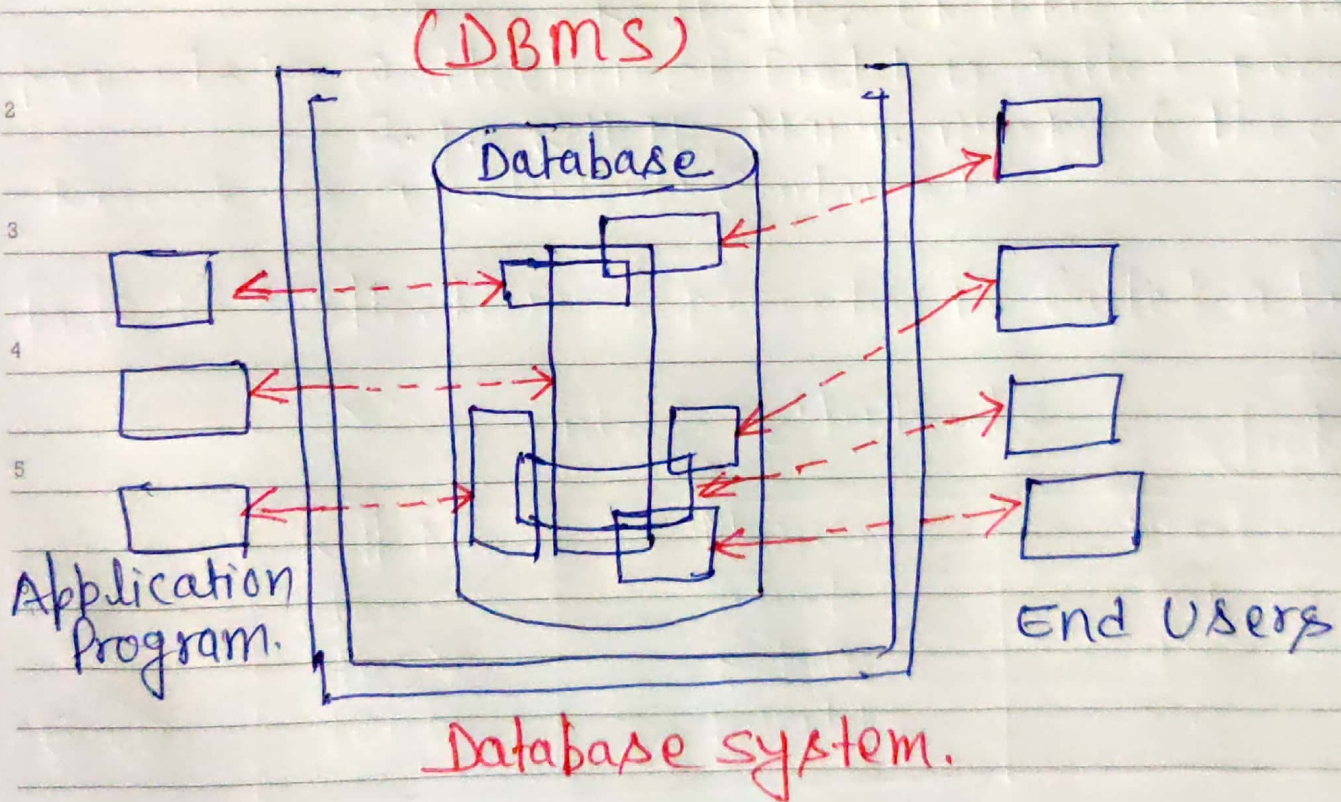 (DBMS)
2
Database
3
4
5
Application
Program.
End Users
Database system.